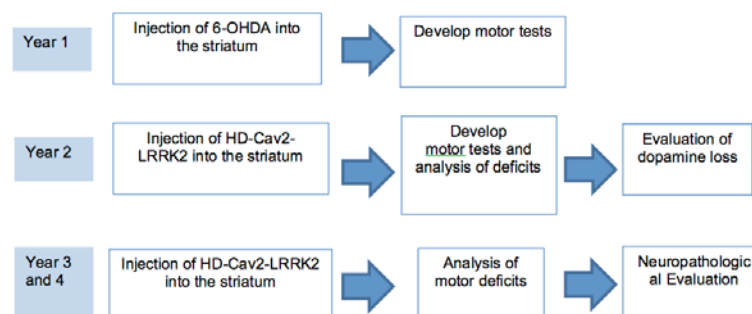 Year 1
Injection of 6-OHDA into
the striatum
Develop motor tests
Year 2
Injection of HD-Cav2-
LRRK2 into the striatum
Develop
motor tests and
analysis of deficits
Evaluation of
dopamine loss
Year 3
and 4
Injection of HD-Cav2-LRRK2
into the striatum
Analysis of
motor deficits
Neuropathologic
al Evaluation